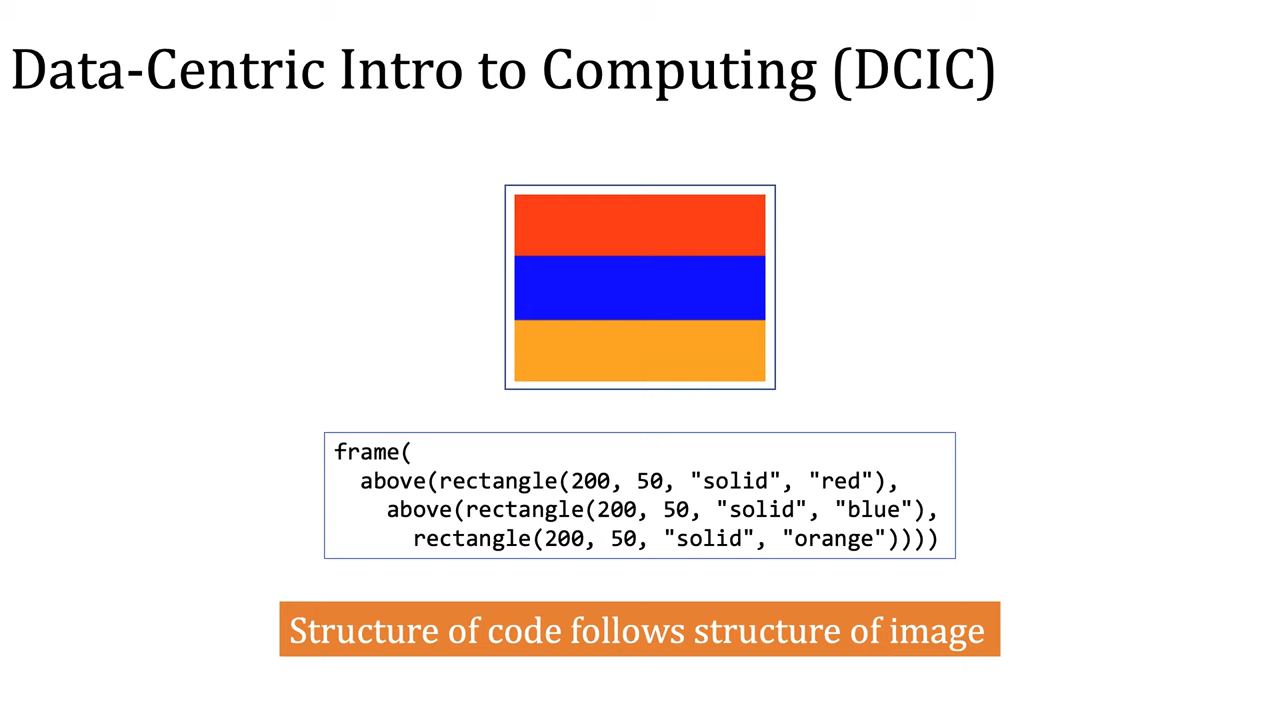 Data-Centric Intro to Computing (DCIC)
frame(
  above(rectangle(200, 50, "solid", "red"),
    above(rectangle(200, 50, "solid", "blue"),
      rectangle(200, 50, "solid", "orange"))))
Structure of code follows structure of image